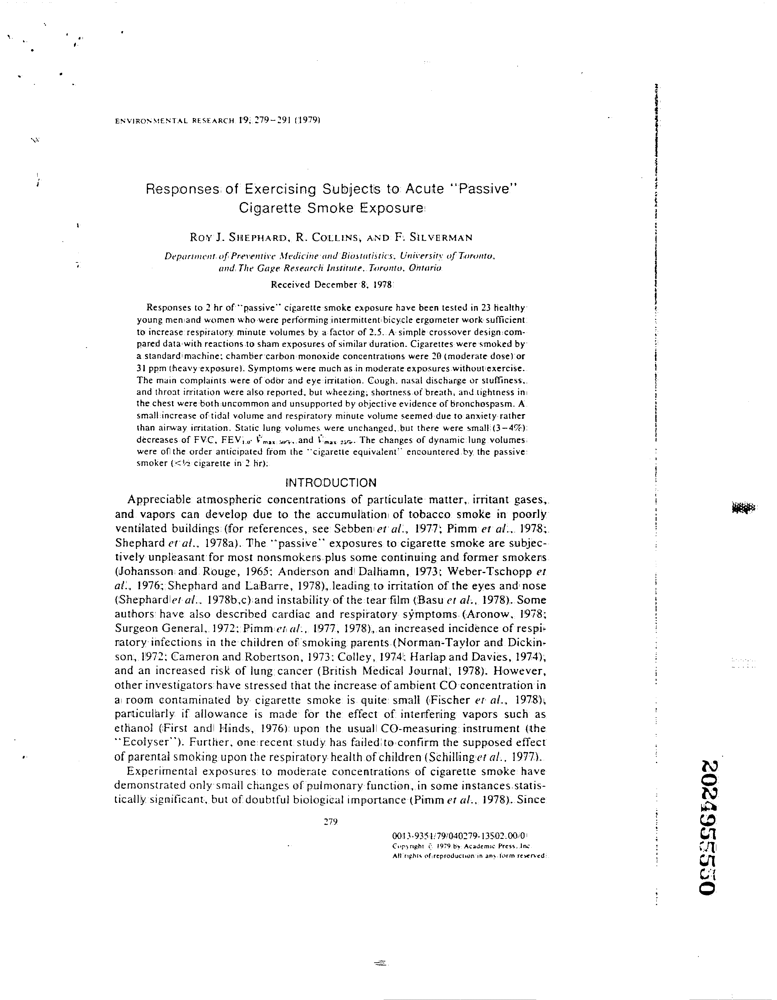 ENVIRONMENTAL RESEARCH 19, 279–291 (1979)
Responses of Exercising Subjects to Acute "Passive"
Cigarette Smoke Exposure
ROY J. SHEPHARD, R. COLLINS, AND F. SILVERMAN
Department of Preventive Medicine and Biostatistics, University of Toronto,
and The Gage Research Institute, Toronto, Ontario
Received December 8, 1978
Responses to 2 hr of "passive" cigarette smoke exposure have been tested in 23 healthy
young men and women who were performing intermittent bicycle ergometer work sufficient
to increase respiratory minute volumes by a factor of 2.5. A simple crossover design com-
pared data with reactions to sham exposures of similar duration. Cigarettes were smoked by
a standard machine; chamber carbon monoxide concentrations were 20 (moderate dose) or
31 ppm (heavy exposure). Symptoms were much as in moderate exposures without exercise.
The main complaints were of odor and eye irritation. Cough, nasal discharge or stuffiness,
and throat irritation were also reported, but wheezing, shortness of breath, and tightness in
the chest were both uncommon and unsupported by objective evidence of bronchospasm. A
small increase of tidal volume and respiratory minute volume seemed due to anxiety rather
than airway irritation. Static lung volumes were unchanged, but there were small (3–4%)
decreases of FVC, FEV1.0, V̇max 50%, and V̇max 25%. The changes of dynamic lung volumes
were of the order anticipated from the "cigarette equivalent" encountered by the passive
smoker (<½ cigarette in 2 hr).
INTRODUCTION
Appreciable atmospheric concentrations of particulate matter, irritant gases,
and vapors can develop due to the accumulation of tobacco smoke in poorly
ventilated buildings (for references, see Sebben et al., 1977; Pimm et al., 1978;
Shephard et al., 1978a). The "passive" exposures to cigarette smoke are subjec-
tively unpleasant for most nonsmokers plus some continuing and former smokers
(Johansson and Rouge, 1965; Anderson and Dalhamn, 1973; Weber-Tschopp et
al., 1976; Shephard and LaBarre, 1978), leading to irritation of the eyes and nose
(Shephard et al., 1978b,c) and instability of the tear film (Basu et al., 1978). Some
authors have also described cardiac and respiratory symptoms (Aronow, 1978;
Surgeon General, 1972; Pimm et al., 1977, 1978), an increased incidence of respi-
ratory infections in the children of smoking parents (Norman-Taylor and Dickin-
son, 1972; Cameron and Robertson, 1973; Colley, 1974; Harlap and Davies, 1974),
and an increased risk of lung cancer (British Medical Journal, 1978). However,
other investigators have stressed that the increase of ambient CO concentration in
a room contaminated by cigarette smoke is quite small (Fischer et al., 1978),
particularly if allowance is made for the effect of interfering vapors such as
ethanol (First and Hinds, 1976) upon the usual CO-measuring instrument (the
"Ecolyser"). Further, one recent study has failed to confirm the supposed effect
of parental smoking upon the respiratory health of children (Schilling et al., 1977).
Experimental exposures to moderate concentrations of cigarette smoke have
demonstrated only small changes of pulmonary function, in some instances statis-
tically significant, but of doubtful biological importance (Pimm et al., 1978). Since
279
0013-9351/79/040279-13$02.00/0
Copyright © 1979 by Academic Press, Inc.
All rights of reproduction in any form reserved.
2024955550